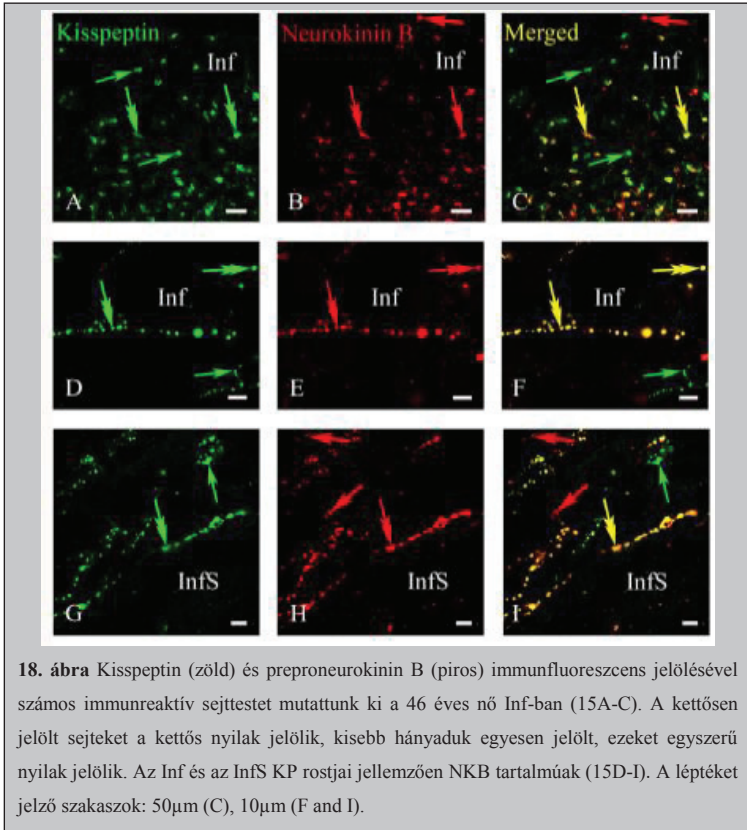 Kisspeptin
Neurokinin B
Merged
Inf
Inf
A
B
C
Inf
Inf
Inf
D
E
F
InfS
InfS
InfS
G
H
I
18. ábra Kisspeptin (zöld) és preproneurokinin B (piros) immunfluoreszcens jelölésével
számos immunreaktív sejttestet mutattunk ki a 46 éves nő Inf-ban (15A-C). A kettősen
jelölt sejteket a kettős nyilak jelölik, kisebb hányaduk egyesen jelölt, ezeket egyszerű
nyilak jelölik. Az Inf és az InfS KP rostjai jellemzően NKB tartalmúak (15D-I). A léptéket
jelző szakaszok: 50µm (C), 10µm (F and I).